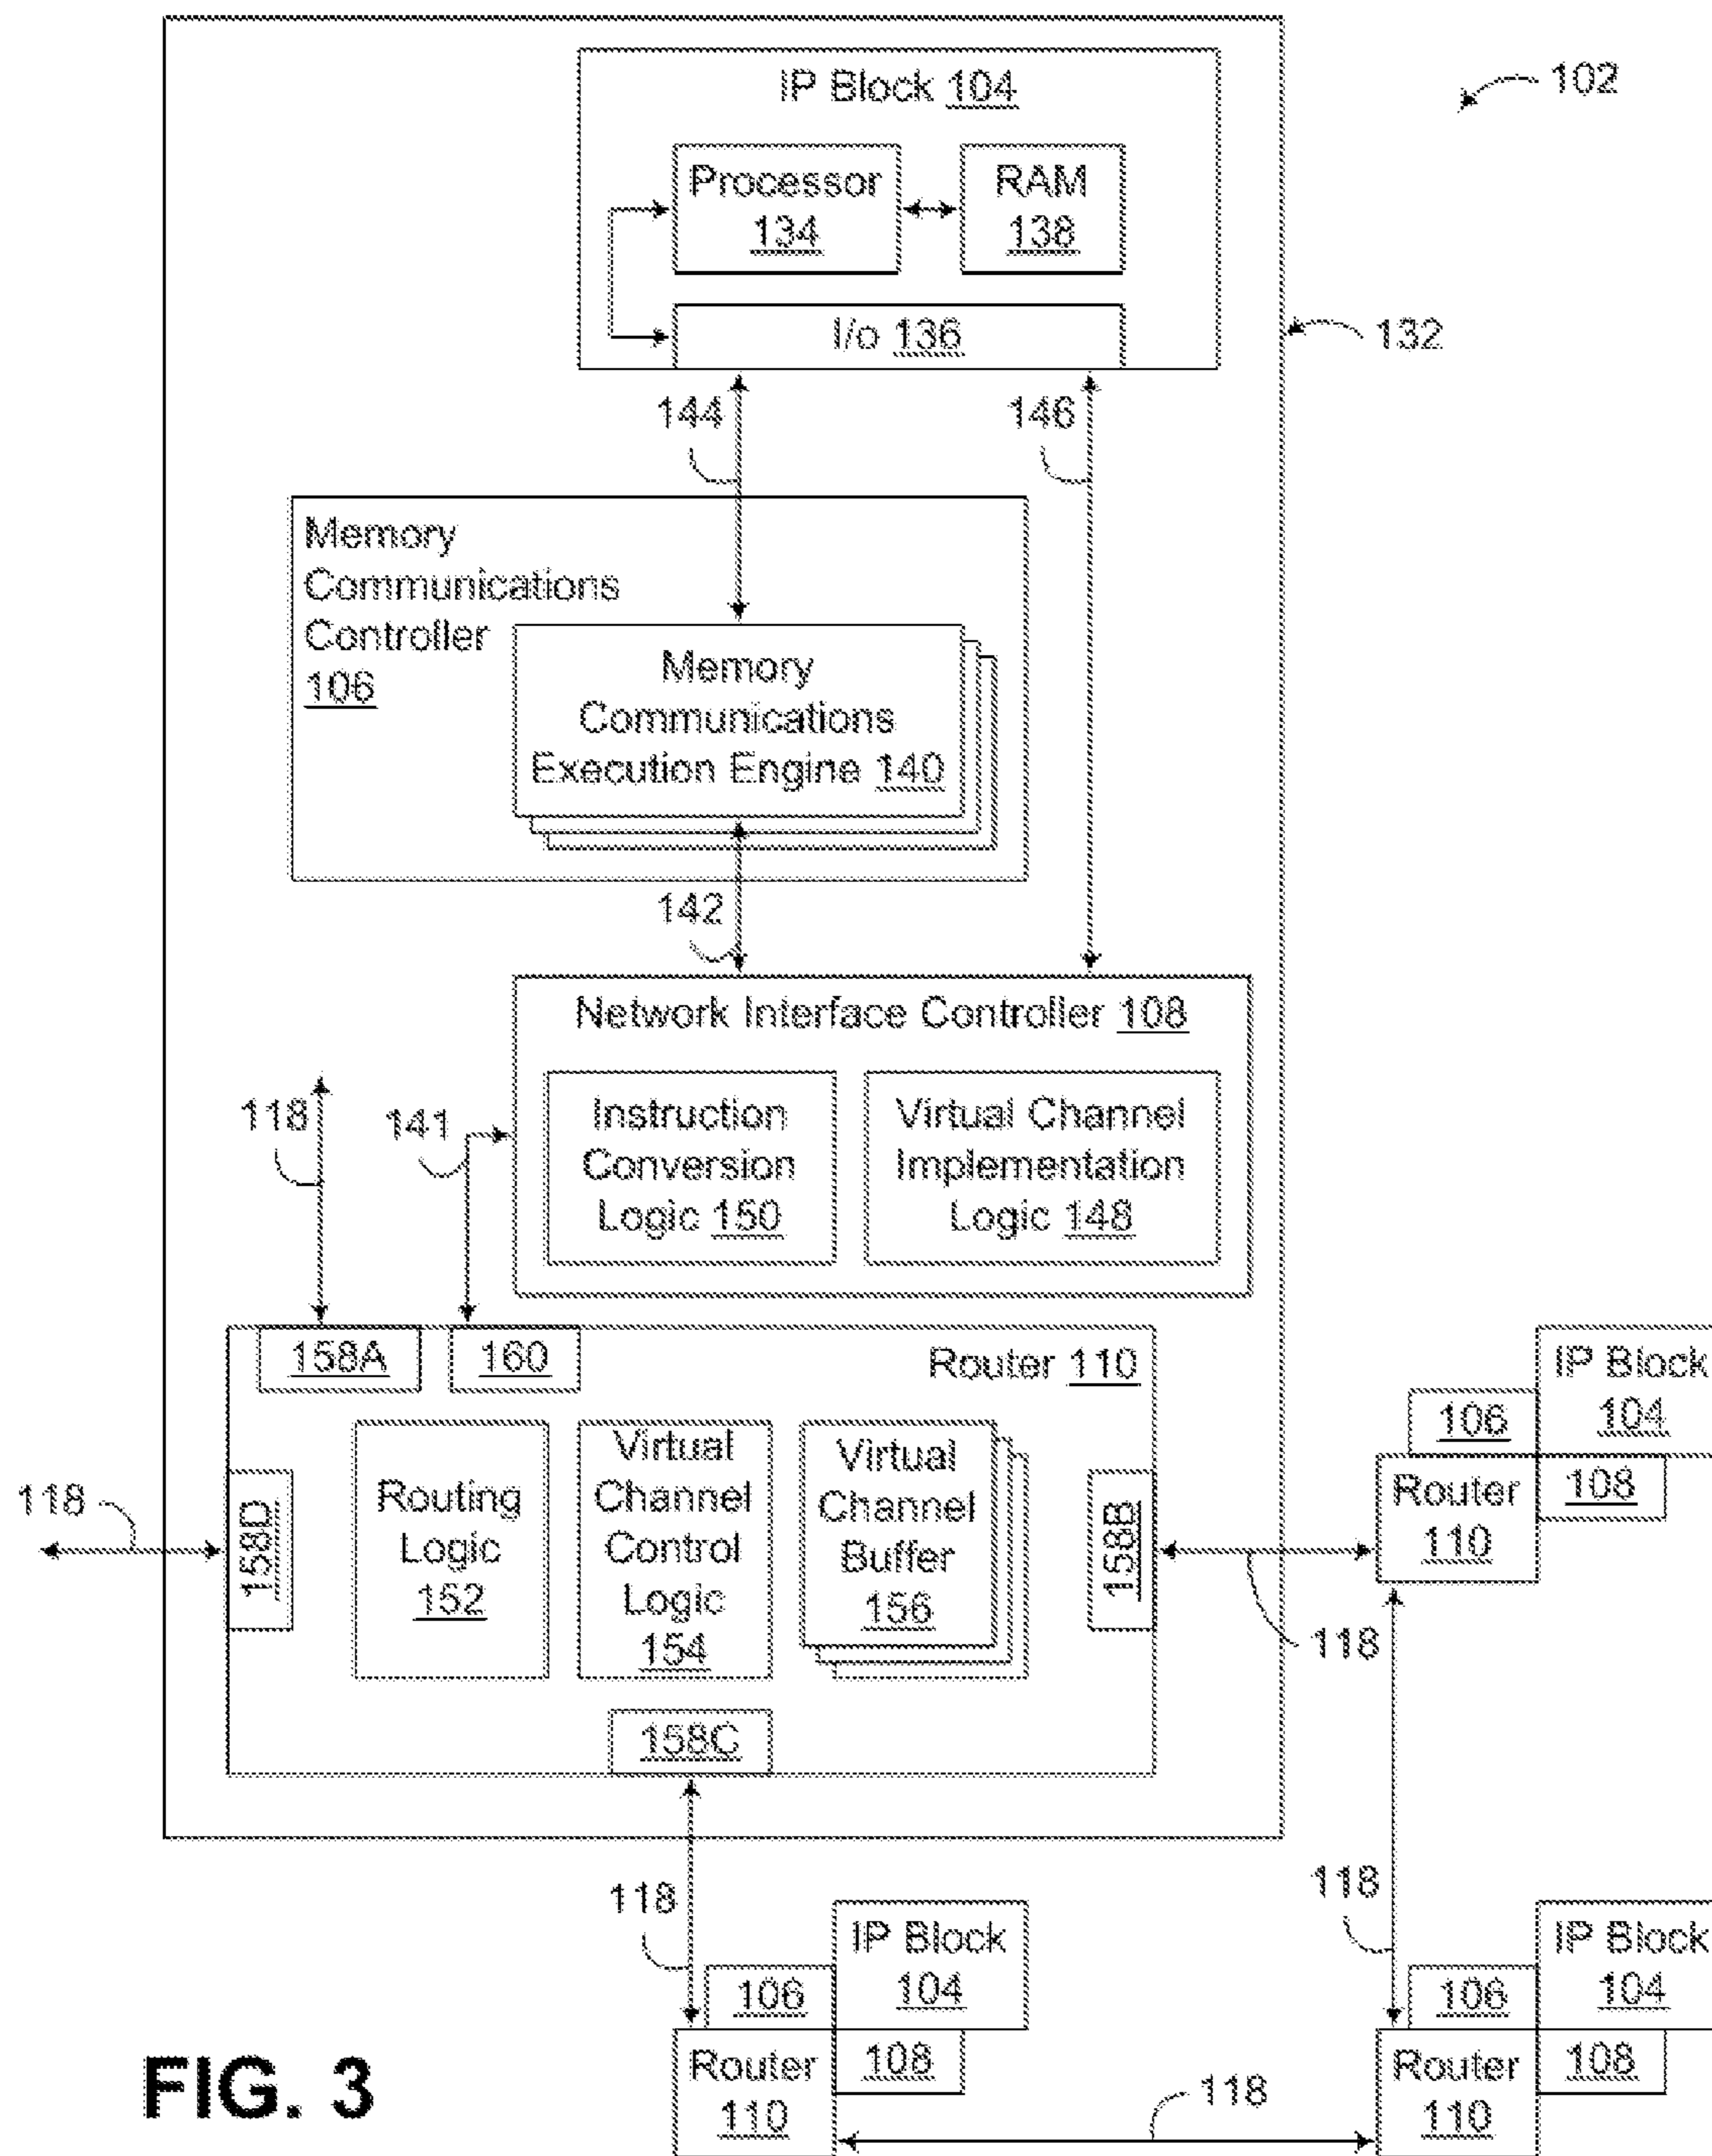 IP Block 104
102
Processor
134
RAM
138
I/o 136
132
144
146
Memory
Communications
Controller
106
Memory
Communications
Execution Engine 140
142
Network Interface Controller 108
118
141
Instruction
Conversion
Logic 150
Virtual Channel
Implementation
Logic 148
158A
160
Router 110
IP Block
104
106
108
Router
110
118
158D
Routing
Logic
152
Virtual
Channel
Control
Logic
154
Virtual
Channel
Buffer
156
158B
118
158C
118
118
IP Block
104
106
108
Router
110
IP Block
104
106
108
Router
110
118
FIG. 3